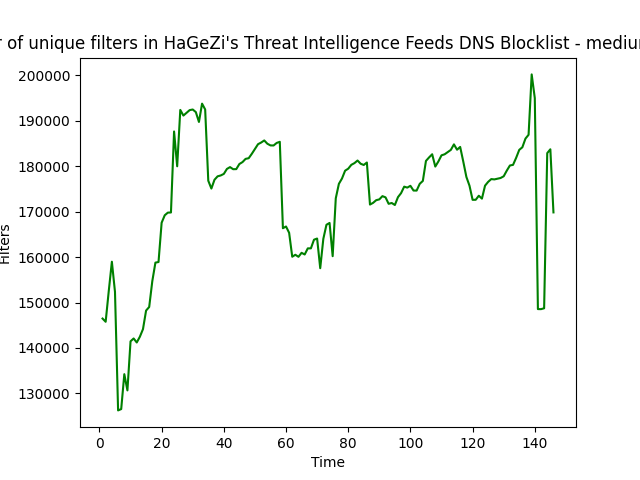 r of unique filters in HaGeZi's Threat Intelligence Feeds DNS Blocklist - mediu
200000
190000
180000
170000
160000
150000
140000
130000
Filters
0 20 40 60 80 100 120 140
Time